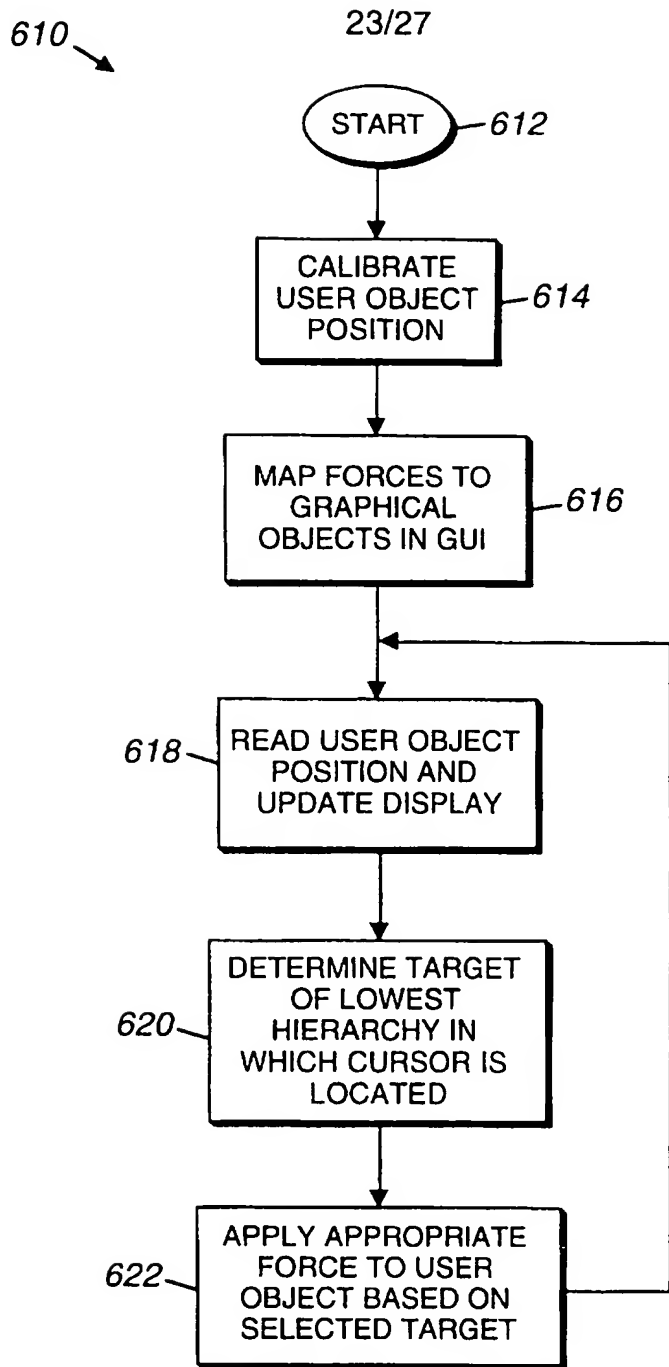 23/27
610
START
612
CALIBRATE
USER OBJECT
POSITION
614
MAP FORCES TO
GRAPHICAL
OBJECTS IN GUI
616
618
READ USER OBJECT
POSITION AND
UPDATE DISPLAY
620
DETERMINE TARGET
OF LOWEST
HIERARCHY IN
WHICH CURSOR IS
LOCATED
622
APPLY APPROPRIATE
FORCE TO USER
OBJECT BASED ON
SELECTED TARGET